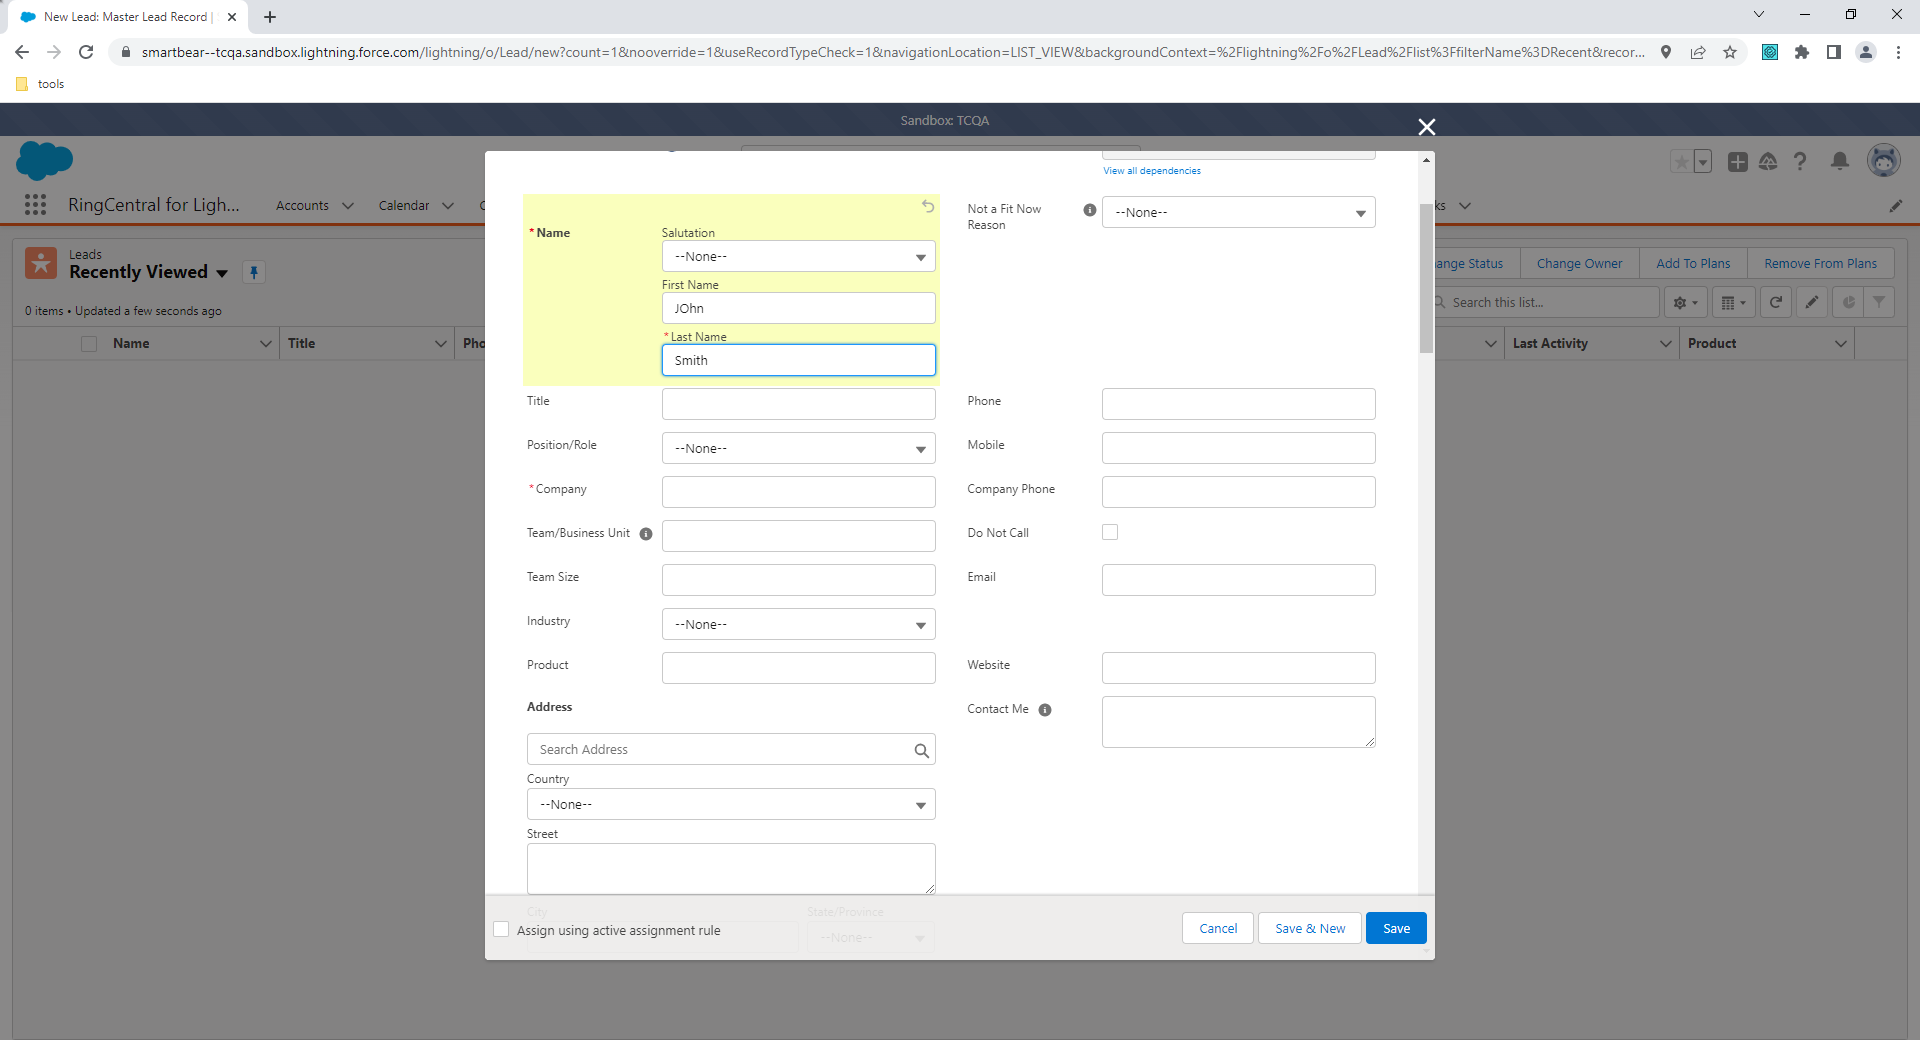 New Lead: Master Lead Record |
smartbear--tcqa.sandbox.lightning.force.com/lightning/o/Lead/new?count=1&nooverride=1&useRecordTypeCheck=1&navigationLocation=LIST_VIEW&backgroundContext=%2Flightning%2Fo%2FLead%2Flist%3FfilterName%3DRecent&recor...
tools
Sandbox: TCQA
RingCentral for Ligh... Accounts Calendar
View all dependencies
Not a Fit Now Reason --None--
* Name
Salutation
--None--
First Name
JOhn
* Last Name
Smith
Leads
Recently Viewed
Change Status Change Owner Add To Plans Remove From Plans
0 items • Updated a few seconds ago
Search this list...
Name Title Pho Last Activity Product
Title Phone
Position/Role --None-- Mobile
* Company Company Phone
Team/Business Unit Do Not Call
Team Size Email
Industry --None--
Product Website
Address Contact Me
Search Address
Country
--None--
Street
City State/Province
--None--
Assign using active assignment rule
Cancel Save & New Save